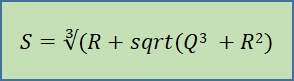 S = ∛(R + sqrt(Q³ + R²)